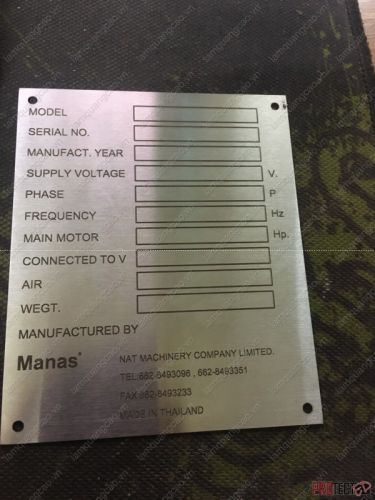 MODEL
SERIAL NO.
MANUFACT. YEAR
SUPPLY VOLTAGE V.
PHASE P
FREQUENCY Hz
MAIN MOTOR Hp.
CONNECTED TO V
AIR
WEGT.
MANUFACTURED BY
Manas® NAT MACHINERY COMPANY LIMITED.
TEL:662-8493096 , 662-8493351
FAX:662-8493233
MADE IN THAILAND